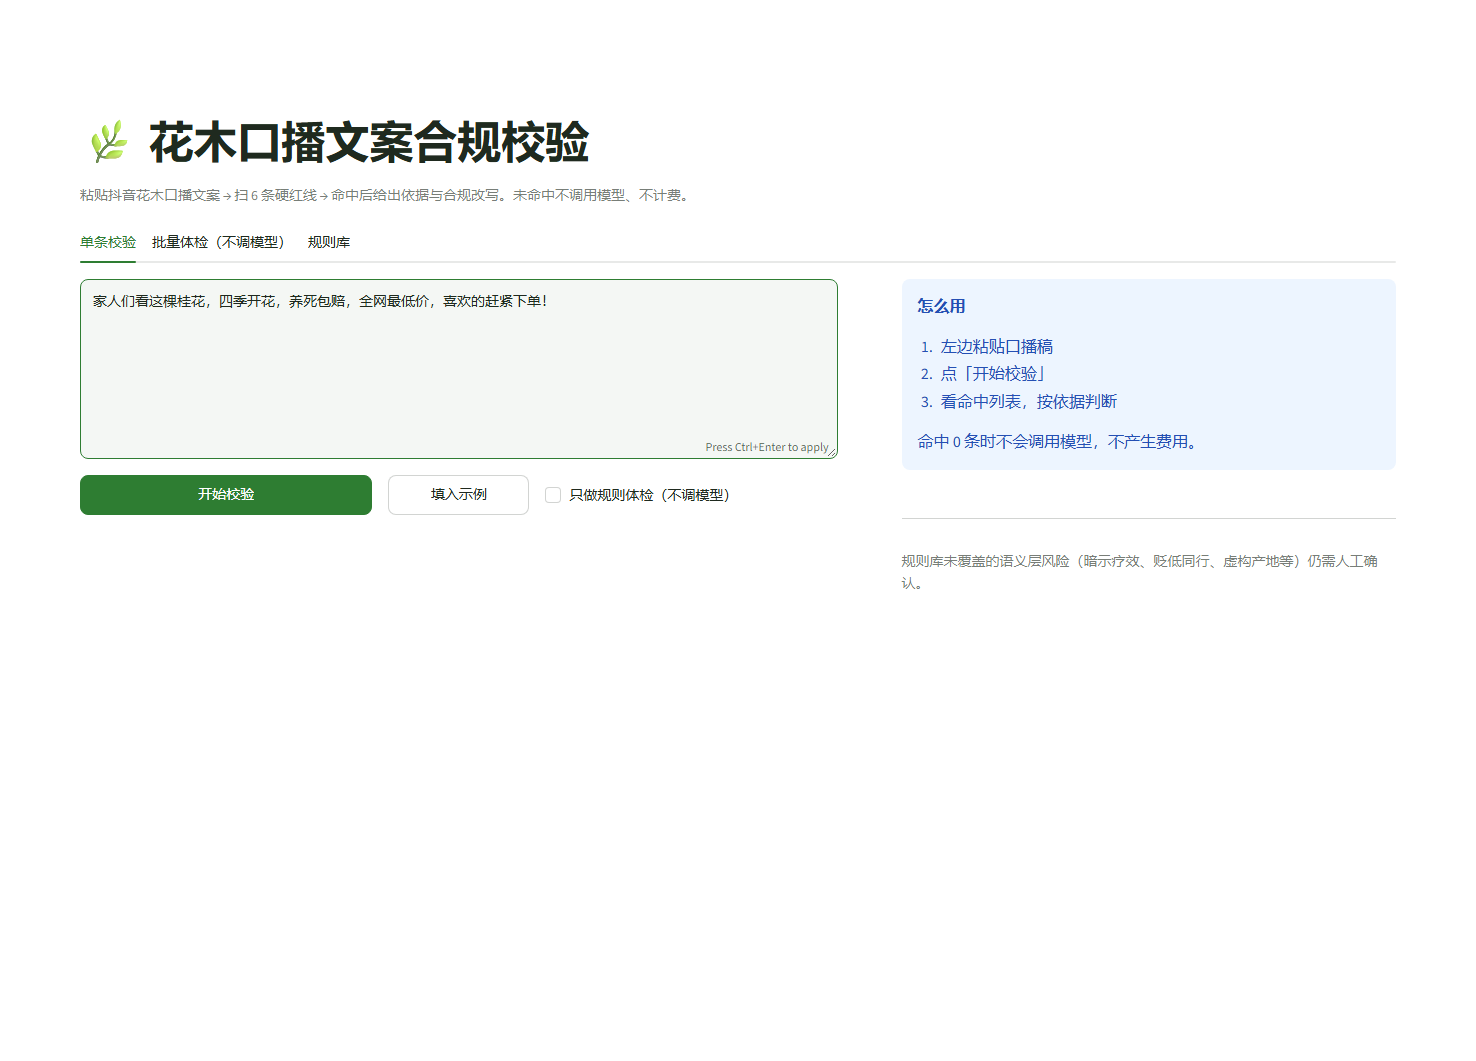 花木口播文案合规校验
粘贴抖音花木口播文案 → 扫 6 条硬红线 → 命中后给出依据与合规改写。未命中不调用模型、不计费。
单条校验 批量体检（不调模型） 规则库
家人们看这棵桂花，四季开花，养死包赔，全网最低价，喜欢的赶紧下单！
Press Ctrl+Enter to apply
开始校验 填入示例 只做规则体检（不调模型）
怎么用
1. 左边粘贴口播稿
2. 点「开始校验」
3. 看命中列表，按依据判断
命中 0 条时不会调用模型，不产生费用。
规则库未覆盖的语义层风险（暗示疗效、贬低同行、虚构产地等）仍需人工确
认。